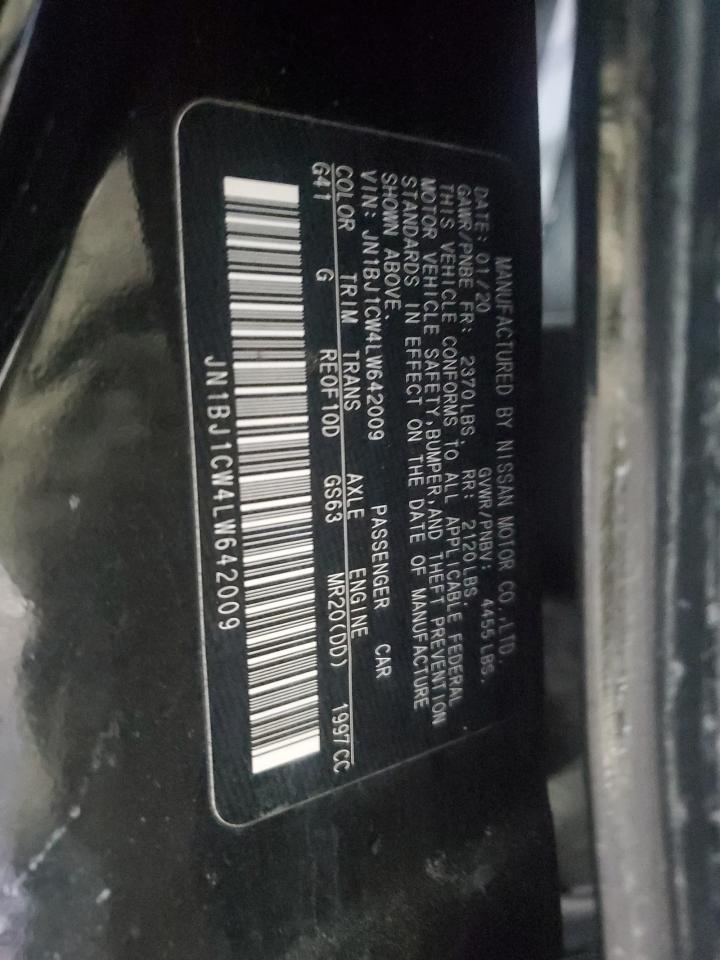 MANUFACTURED BY NISSAN MOTOR CO.,LTD.
DATE: 01/20 GVWR/PNBV: 4455 LBS.
GAWR/PNBE FR: 2370LBS. RR: 2120LBS.
THIS VEHICLE CONFORMS TO ALL APPLICABLE FEDERAL
MOTOR VEHICLE SAFETY,BUMPER,AND THEFT PREVENTION
STANDARDS IN EFFECT ON THE DATE OF MANUFACTURE
SHOWN ABOVE.
VIN: JN1BJ1CW4LW642009 PASSENGER CAR
COLOR TRIM TRANS AXLE ENGINE
G41 G RE0F10D GS63 MR20(DD) 1997CC
JN1BJ1CW4LW642009